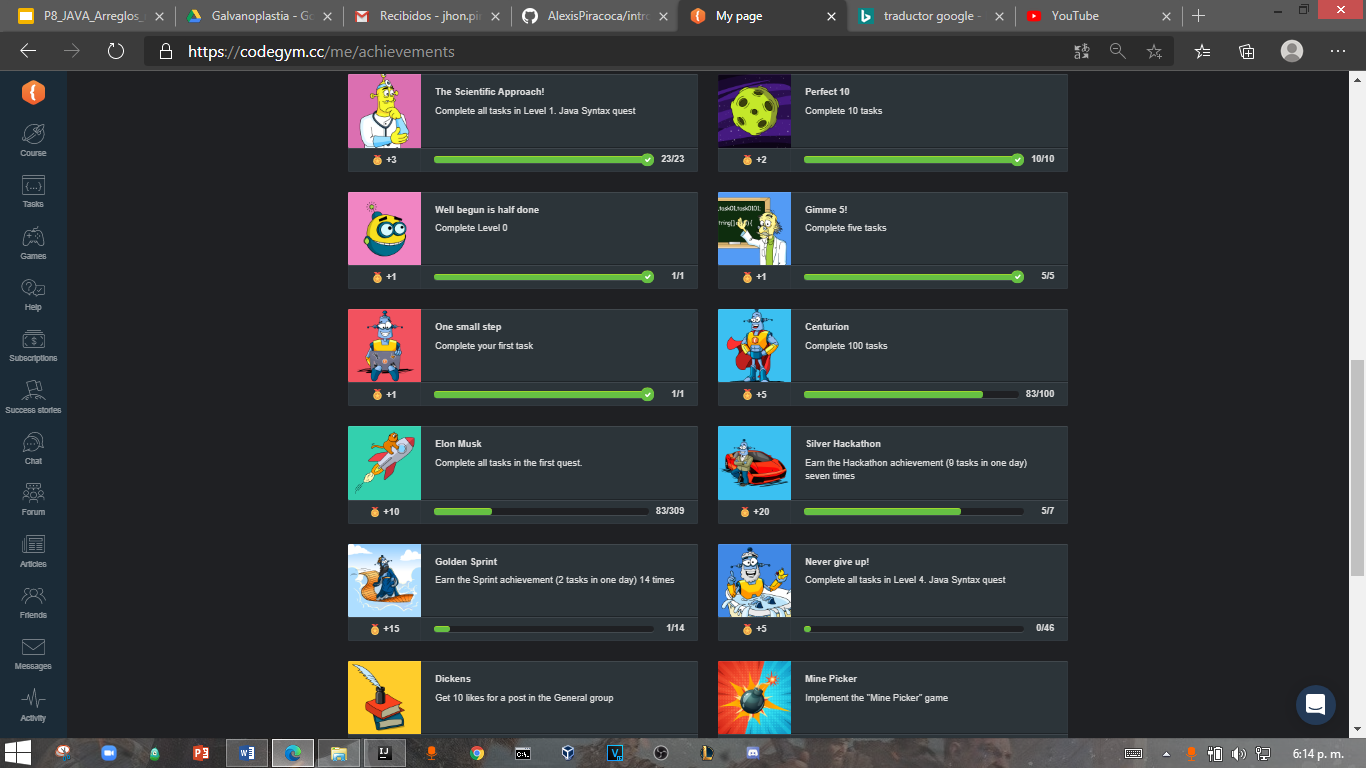 P8_JAVA_Arreglos_
Galvanoplastia - Go
Recibidos - jhon.pi
AlexisPiracoca/intro
My page
traductor google -
YouTube
https://codegym.cc/me/achievements
Course
Tasks
Games
Help
Subscriptions
Success stories
Chat
Forum
Articles
Friends
Messages
Activity
The Scientific Approach!
Complete all tasks in Level 1. Java Syntax quest
+3
23/23
Perfect 10
Complete 10 tasks
+2
10/10
Well begun is half done
Complete Level 0
+1
1/1
Gimme 5!
Complete five tasks
+1
5/5
One small step
Complete your first task
+1
1/1
Centurion
Complete 100 tasks
+5
83/100
Elon Musk
Complete all tasks in the first quest.
+10
83/309
Silver Hackathon
Earn the Hackathon achievement (9 tasks in one day)
seven times
+20
5/7
Golden Sprint
Earn the Sprint achievement (2 tasks in one day) 14 times
+15
1/14
Never give up!
Complete all tasks in Level 4. Java Syntax quest
+5
0/46
Dickens
Get 10 likes for a post in the General group
Mine Picker
Implement the "Mine Picker" game
6:14 p. m.